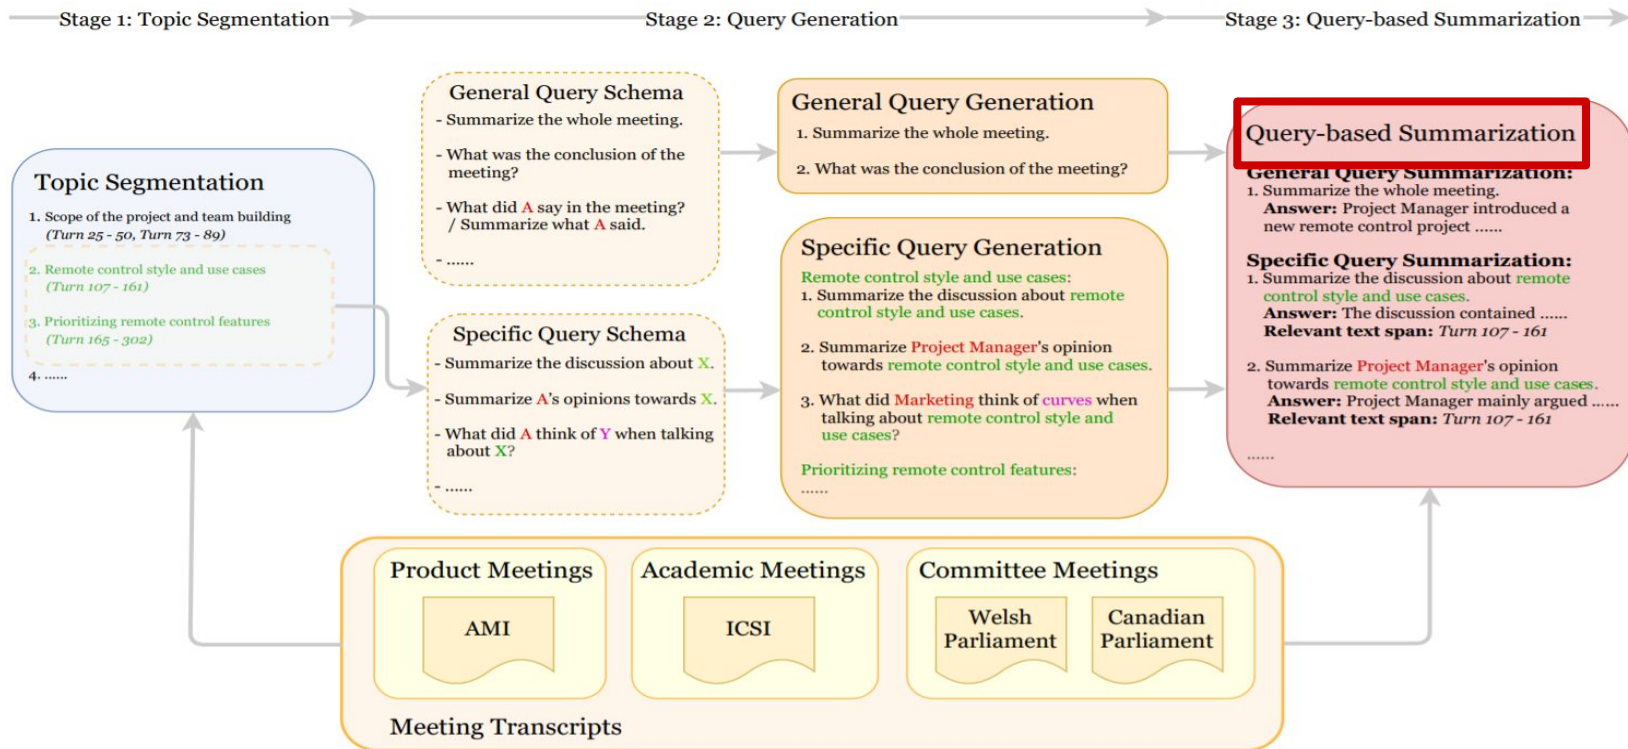 Stage 1: Topic Segmentation
Stage 2: Query Generation
Stage 3: Query-based Summarization
Topic Segmentation
1. Scope of the project and team building
(Turn 25 - 50, Turn 73 - 89)
2. Remote control style and use cases
(Turn 107 - 161)
3. Prioritizing remote control features
(Turn 165 - 302)
4. ......
General Query Schema
- Summarize the whole meeting.
- What was the conclusion of the
meeting?
- What did A say in the meeting?
/ Summarize what A said.
- ......
Specific Query Schema
- Summarize the discussion about X.
- Summarize A's opinions towards X.
- What did A think of Y when talking
about X?
- ......
General Query Generation
1. Summarize the whole meeting.
2. What was the conclusion of the meeting?
Specific Query Generation
Remote control style and use cases:
1. Summarize the discussion about remote
control style and use cases.
2. Summarize Project Manager's opinion
towards remote control style and use cases.
3. What did Marketing think of curves when
talking about remote control style and
use cases?
Prioritizing remote control features:
......
Query-based Summarization
General Query Summarization:
1. Summarize the whole meeting.
Answer: Project Manager introduced a
new remote control project ......
Specific Query Summarization:
1. Summarize the discussion about remote
control style and use cases.
Answer: The discussion contained ......
Relevant text span: Turn 107 - 161
2. Summarize Project Manager's opinion
towards remote control style and use cases.
Answer: Project Manager mainly argued ......
Relevant text span: Turn 107 - 161
......
Product Meetings
AMI
Academic Meetings
ICSI
Committee Meetings
Welsh
Parliament
Canadian
Parliament
Meeting Transcripts